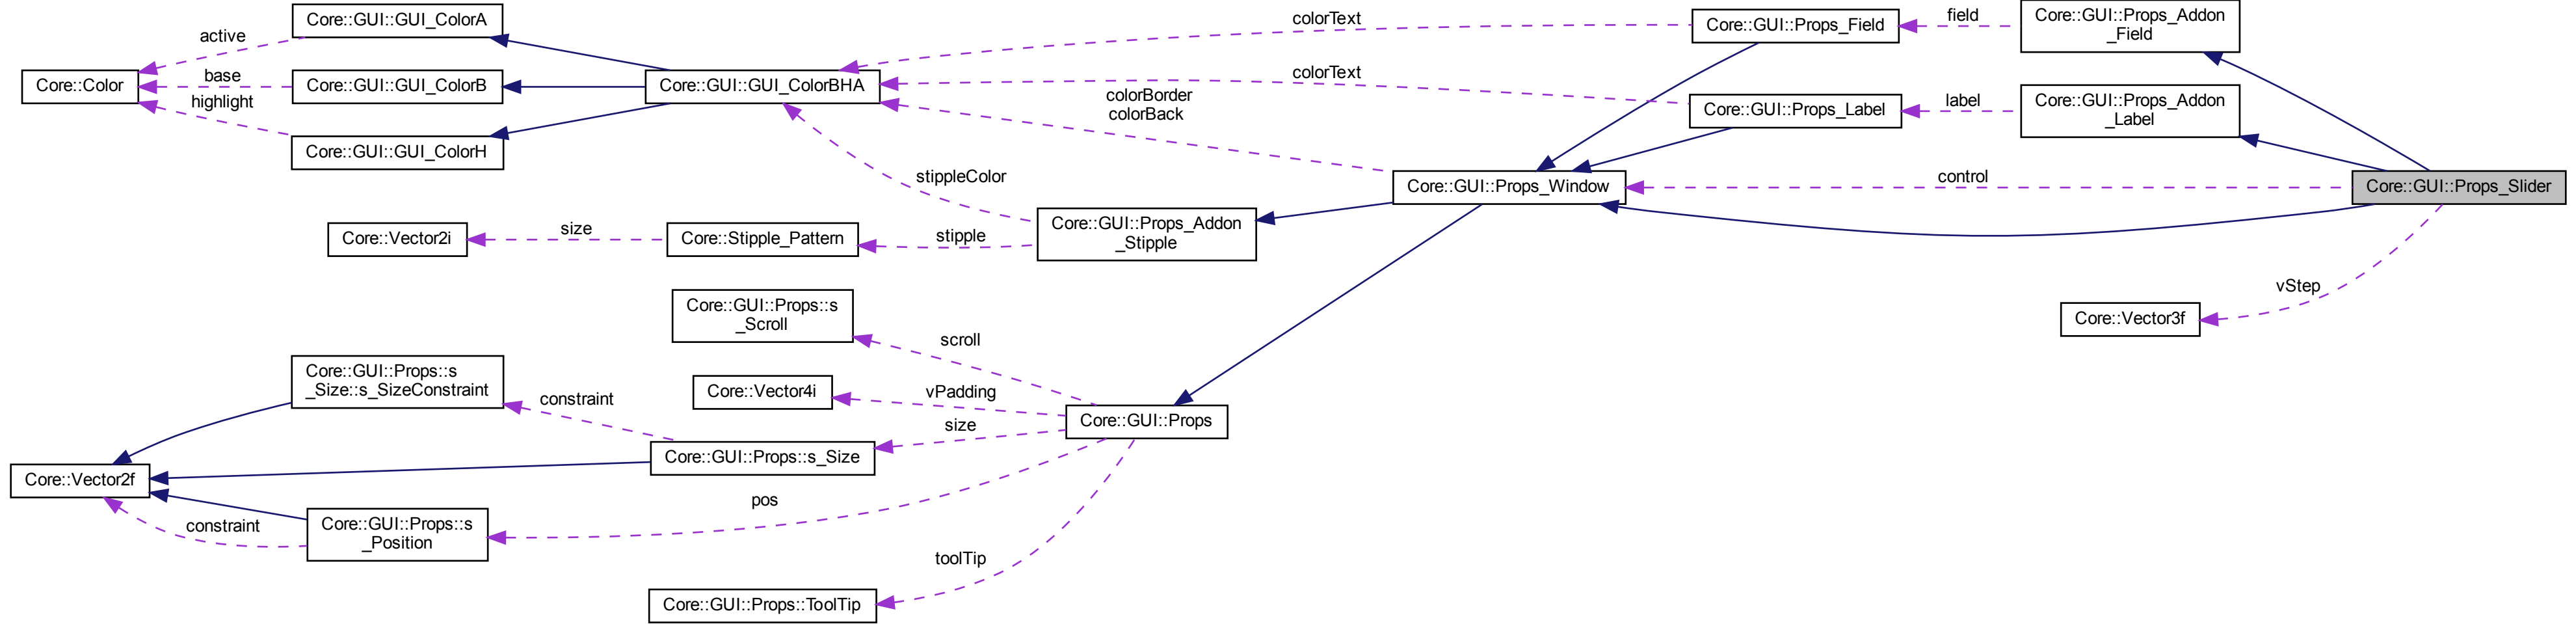 Core::GUI::GUI_ColorA
colorText
Core::GUI::Props_Field
field
Core::GUI::Props_Addon
_Field
active
Core::Color
base
Core::GUI::GUI_ColorB
Core::GUI::GUI_ColorBHA
colorText
highlight
colorBorder
colorBack
Core::GUI::Props_Label
label
Core::GUI::Props_Addon
_Label
Core::GUI::GUI_ColorH
stippleColor
Core::GUI::Props_Window
control
Core::GUI::Props_Slider
Core::Vector2i
size
Core::Stipple_Pattern
stipple
Core::GUI::Props_Addon
_Stipple
vStep
Core::Vector3f
Core::GUI::Props::s
_Scroll
scroll
Core::GUI::Props::s
_Size::s_SizeConstraint
constraint
Core::Vector4i
vPadding
Core::GUI::Props
size
Core::Vector2f
Core::GUI::Props::s_Size
pos
constraint
Core::GUI::Props::s
_Position
toolTip
Core::GUI::Props::ToolTip